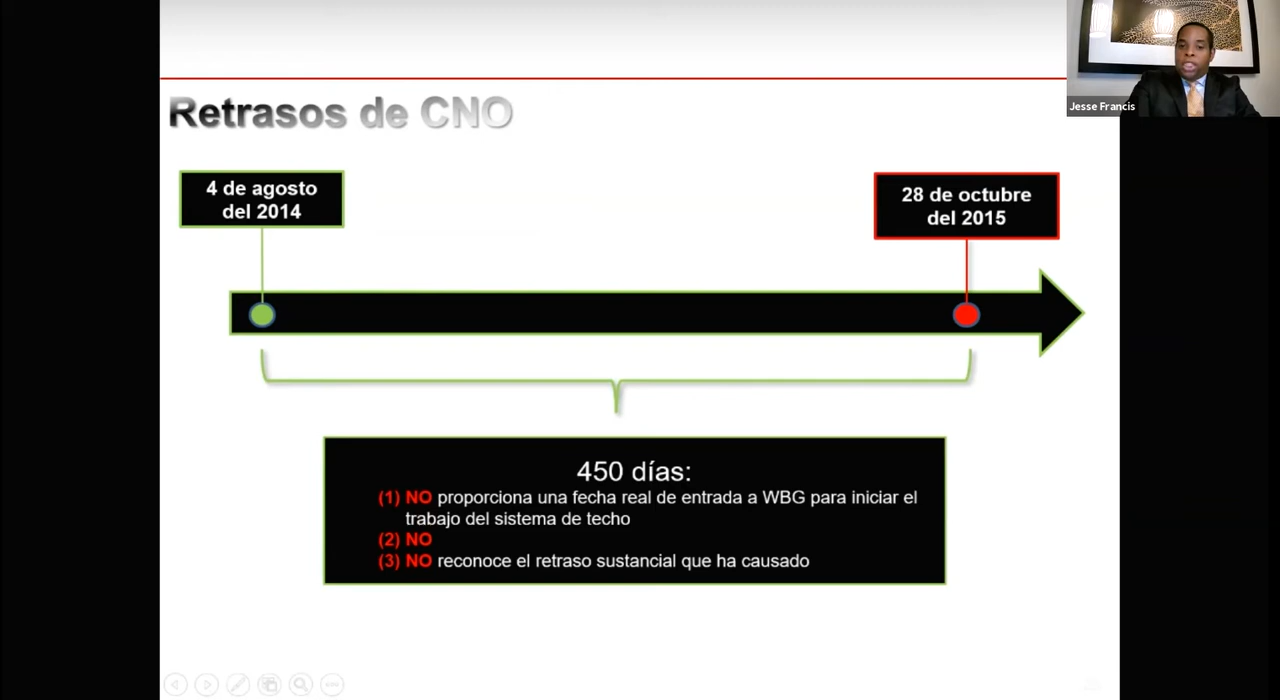 Jesse Francis
Retrasos de CNO
4 de agosto
del 2014
28 de octubre
del 2015
450 días:
(1) NO proporciona una fecha real de entrada a WBG para iniciar el
trabajo del sistema de techo
(2) NO
(3) NO reconoce el retraso sustancial que ha causado